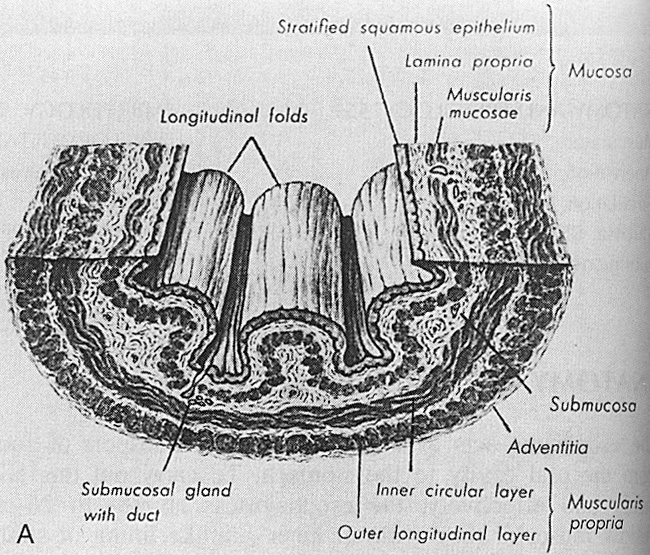 Stratified squamous epithelium
Lamina propria
Mucosa
Muscularis
mucosae
Longitudinal folds
Submucosa
Adventitia
Submucosal gland
with duct
Inner circular layer
Muscularis
propria
Outer longitudinal layer
A